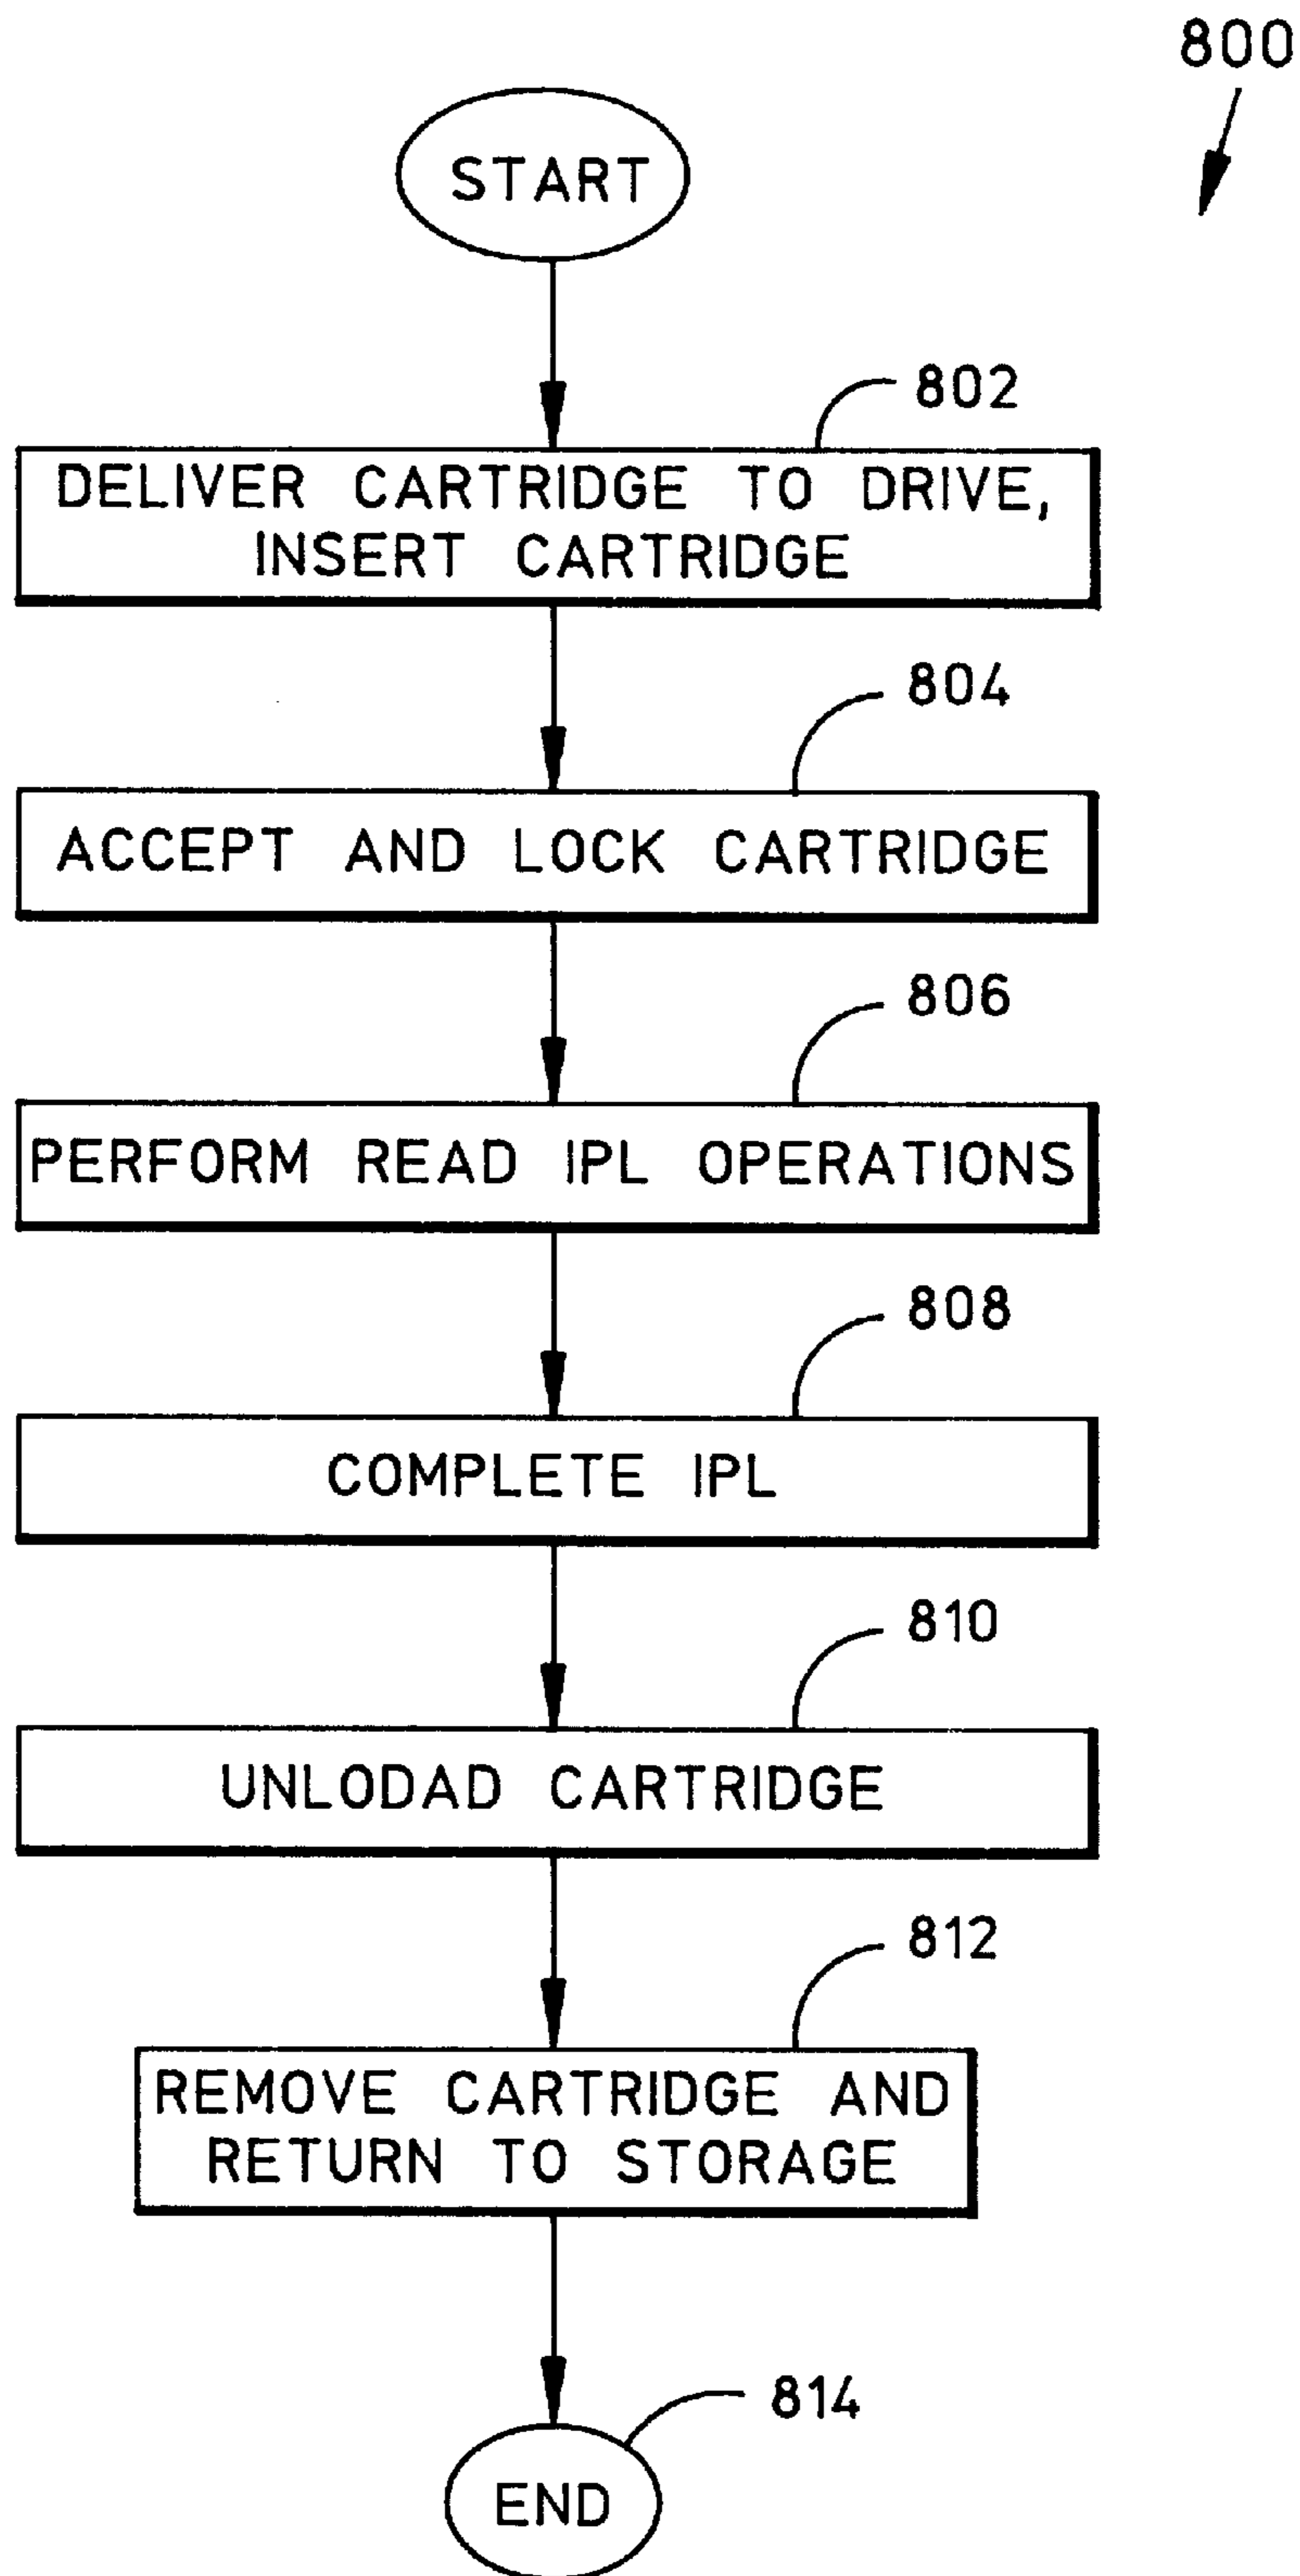 800
START
802
DELIVER CARTRIDGE TO DRIVE,
INSERT CARTRIDGE
804
ACCEPT AND LOCK CARTRIDGE
806
PERFORM READ IPL OPERATIONS
808
COMPLETE IPL
810
UNLODAD CARTRIDGE
812
REMOVE CARTRIDGE AND
RETURN TO STORAGE
814
END